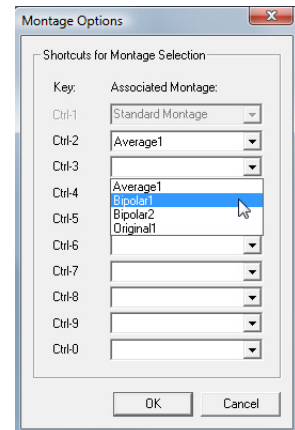 Montage Options
Shortcuts for Montage Selection
Key: Associated Montage:
Ctrl-1 Standard Montage
Ctrl-2 Average1
Ctrl-3
Average1
Ctrl-4
Bipolar1
Bipolar2
Ctrl-5
Original1
Ctrl-6
Ctrl-7
Ctrl-8
Ctrl-9
Ctrl-0
OK Cancel